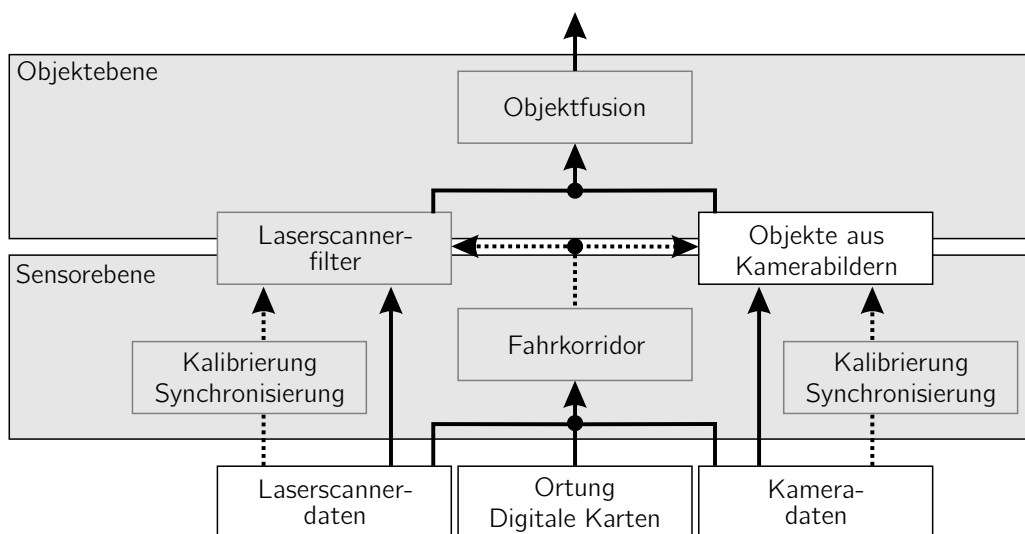 Objektebene
Objektfusion
Laserscanner-
filter
Objekte aus
Kamerabildern
Sensorebene
Fahrkorridor
Kalibrierung
Synchronisierung
Kalibrierung
Synchronisierung
Laserscanner-
daten
Ortung
Digitale Karten
Kamera-
daten